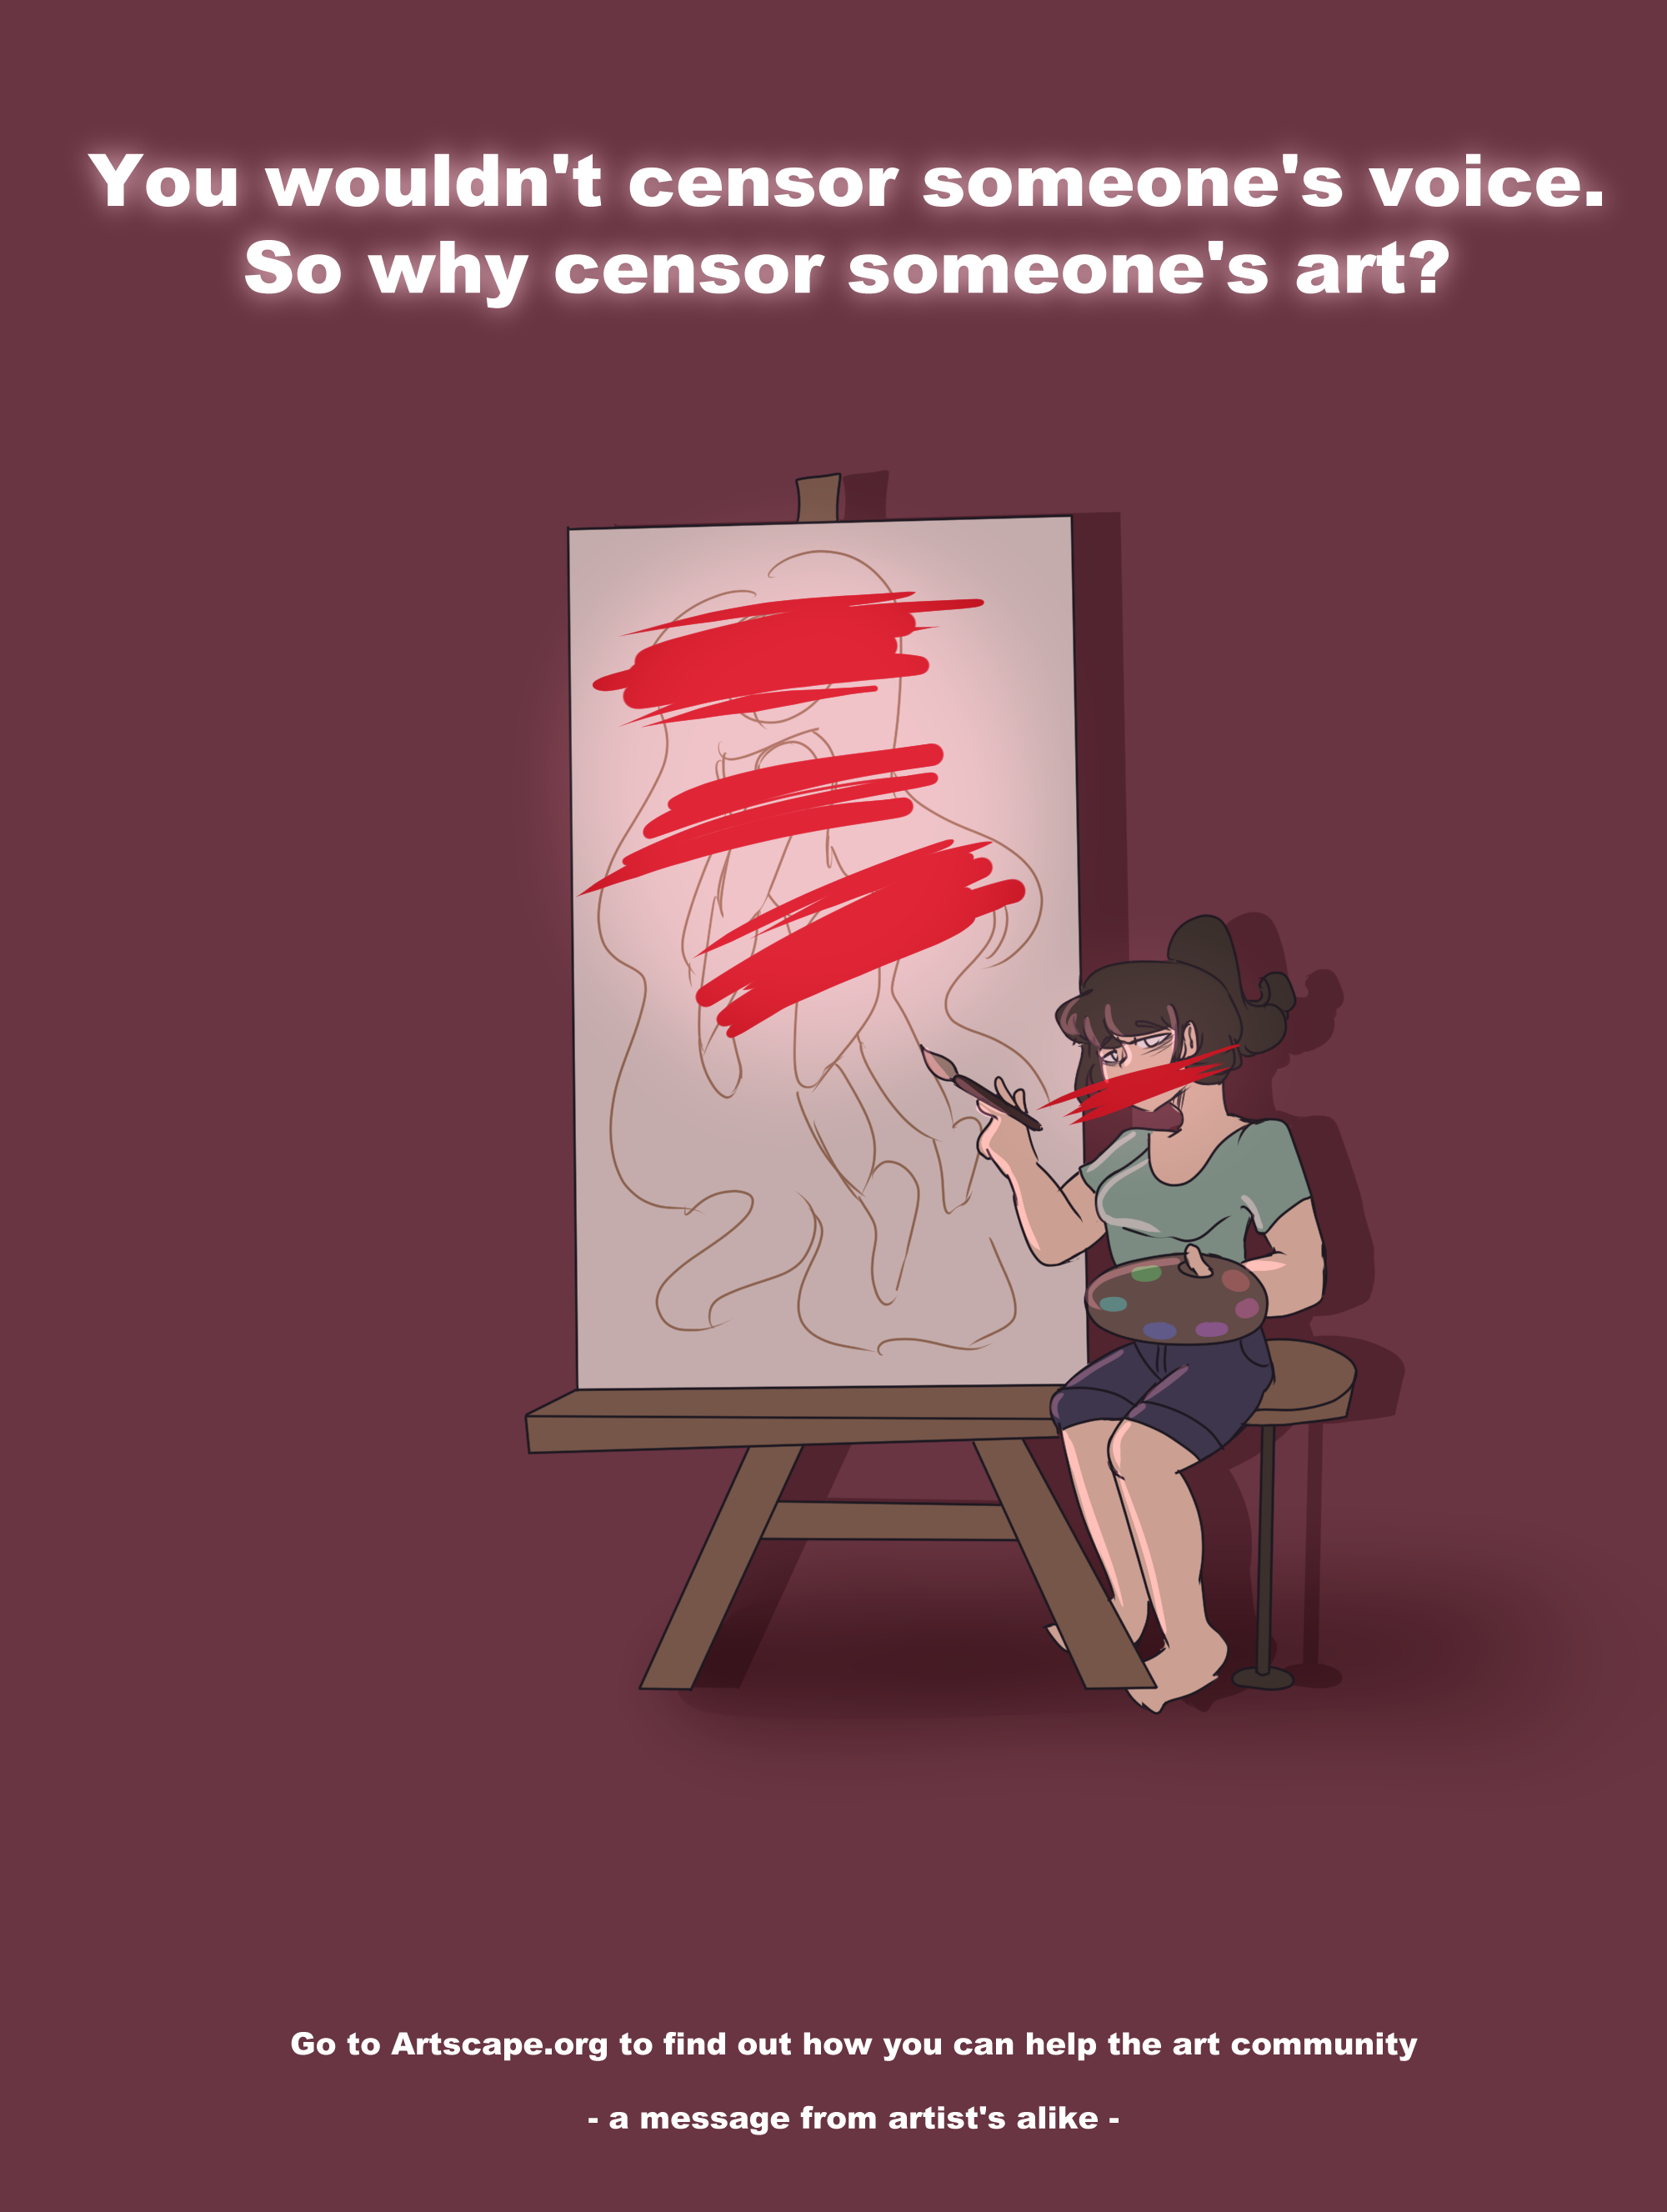 You wouldn't censor someone's voice.
So why censor someone's art?
Go to Artscape.org to find out how you can help the art community
- a message from artist's alike -